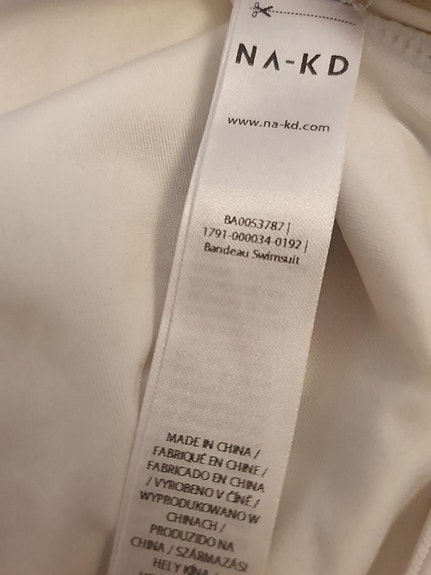 NA-KD
www.na-kd.com
BA0053787 |
1791-000034-0192 |
Bandeau Swimsuit
MADE IN CHINA /
FABRIQUÉ EN CHINE /
FABRICADO EN CHINA
/ VYROBENO V ČÍNĚ /
WYPRODUKOWANO W
CHINACH /
PRODUZIDO NA
CHINA / SZÁRMAZÁSI
HELY KÍNA